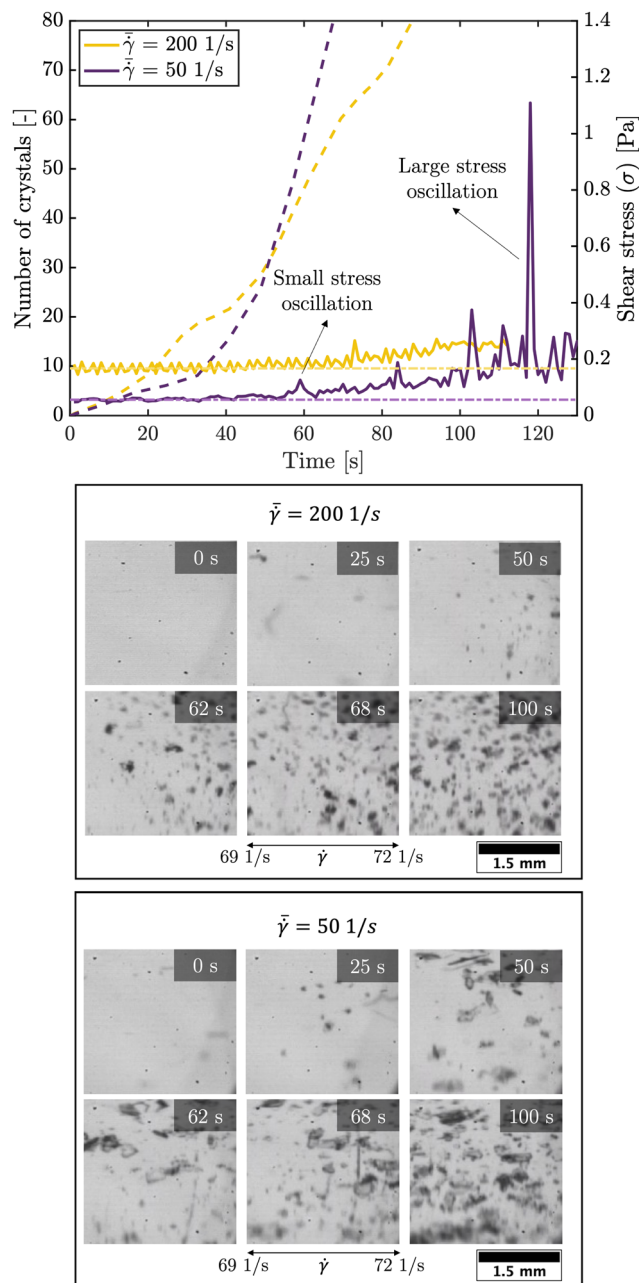 80
70
60
50
40
30
20
10
0
Number of crystals [-]
0
20
40
60
80
100
120
Time [s]
1.4
1.2
1
0.8
0.6
0.4
0.2
0
Shear stress (σ) [Pa]
γ̄̇ = 200 1/s
γ̄̇ = 50 1/s
Large stress
oscillation
Small stress
oscillation
γ̄̇ = 200 1/s
0 s
25 s
50 s
62 s
68 s
100 s
69 1/s γ̇ 72 1/s
1.5 mm
γ̄̇ = 50 1/s
0 s
25 s
50 s
62 s
68 s
100 s
69 1/s γ̇ 72 1/s
1.5 mm